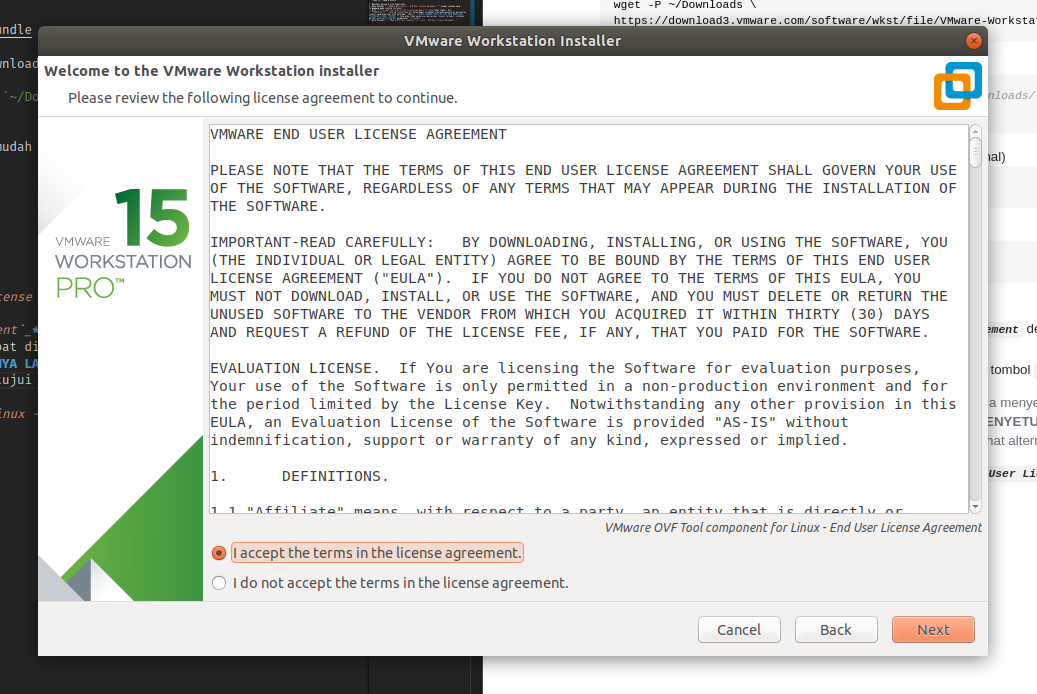 wget -P ~/Downloads \
https://download3.vmware.com/software/wkst/file/VMware-Workstat
VMware Workstation Installer
Welcome to the VMware Workstation installer
Please review the following license agreement to continue.
VMWARE 15
WORKSTATION
PRO™
VMWARE END USER LICENSE AGREEMENT
PLEASE NOTE THAT THE TERMS OF THIS END USER LICENSE AGREEMENT SHALL GOVERN YOUR USE
OF THE SOFTWARE, REGARDLESS OF ANY TERMS THAT MAY APPEAR DURING THE INSTALLATION OF
THE SOFTWARE.
IMPORTANT-READ CAREFULLY:   BY DOWNLOADING, INSTALLING, OR USING THE SOFTWARE, YOU
(THE INDIVIDUAL OR LEGAL ENTITY) AGREE TO BE BOUND BY THE TERMS OF THIS END USER
LICENSE AGREEMENT ("EULA").  IF YOU DO NOT AGREE TO THE TERMS OF THIS EULA, YOU
MUST NOT DOWNLOAD, INSTALL, OR USE THE SOFTWARE, AND YOU MUST DELETE OR RETURN THE
UNUSED SOFTWARE TO THE VENDOR FROM WHICH YOU ACQUIRED IT WITHIN THIRTY (30) DAYS
AND REQUEST A REFUND OF THE LICENSE FEE, IF ANY, THAT YOU PAID FOR THE SOFTWARE.
EVALUATION LICENSE.  If You are licensing the Software for evaluation purposes,
Your use of the Software is only permitted in a non-production environment and for
the period limited by the License Key.  Notwithstanding any other provision in this
EULA, an Evaluation License of the Software is provided "AS-IS" without
indemnification, support or warranty of any kind, expressed or implied.
1.      DEFINITIONS.
1.1 "Affiliate" means, with respect to a party, an entity that is directly or
VMware OVF Tool component for Linux - End User License Agreement
I accept the terms in the license agreement.
I do not accept the terms in the license agreement.
Cancel
Back
Next
undle
wnload
`~/Do
mudah
cense
ent`_*
pat di
NYA LA
tujui
inux -
nloads/
nal)
ement de
tombol
a menye
ENYETU
hat altern
User Lic